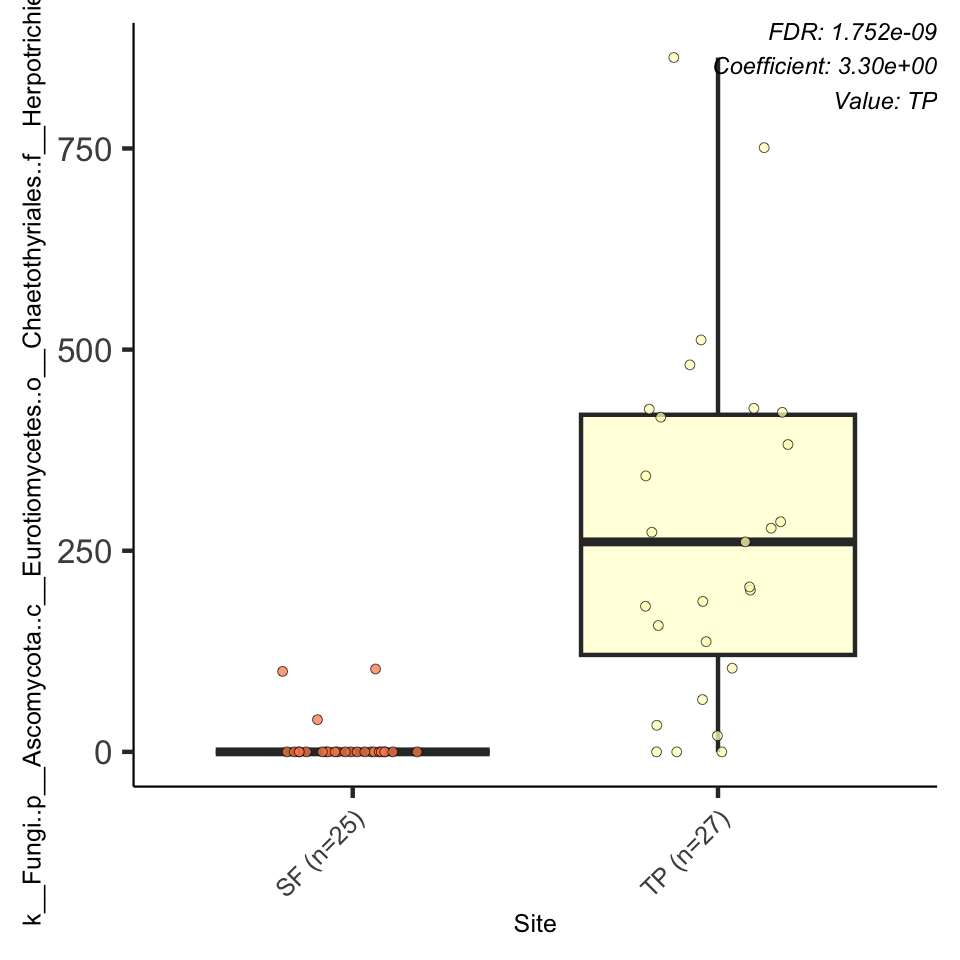 FDR: 1.752e-09
Coefficient: 3.30e+00
Value: TP
k__Fungi..p__Ascomycota..c__Eurotiomycetes..o__Chaetothyriales..f__Herpotrichie
750
500
250
0
SF (n=25)
TP (n=27)
Site